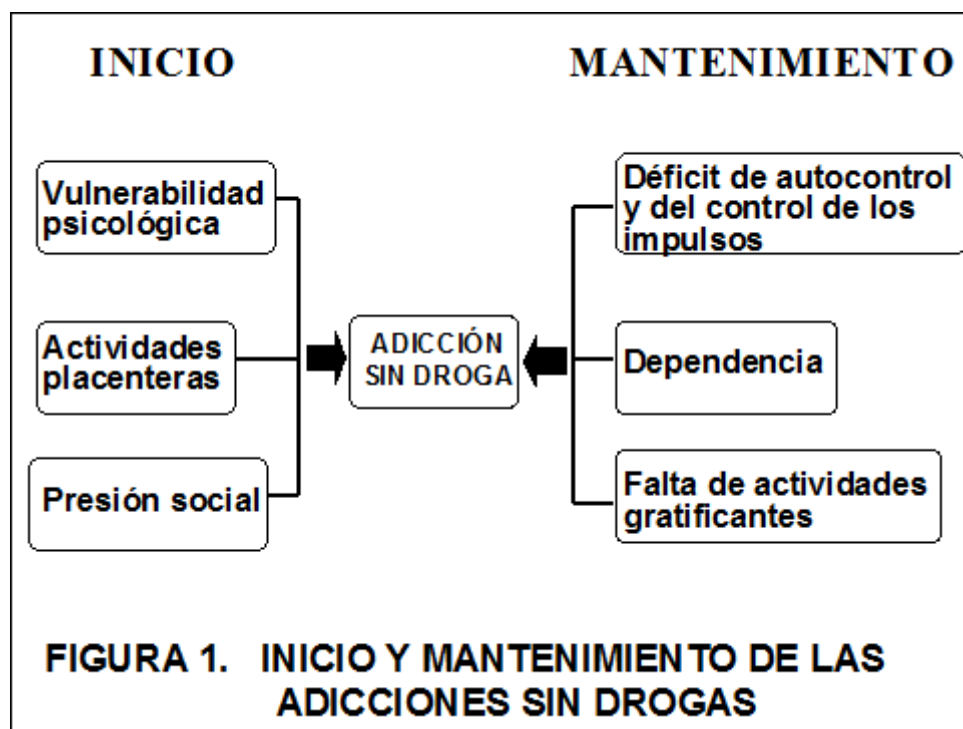 INICIO
MANTENIMIENTO
Vulnerabilidad
psicológica
Actividades
placenteras
Presión social
ADICCIÓN
SIN DROGA
Déficit de autocontrol
y del control de los
impulsos
Dependencia
Falta de actividades
gratificantes
FIGURA 1. INICIO Y MANTENIMIENTO DE LAS
ADICCIONES SIN DROGAS